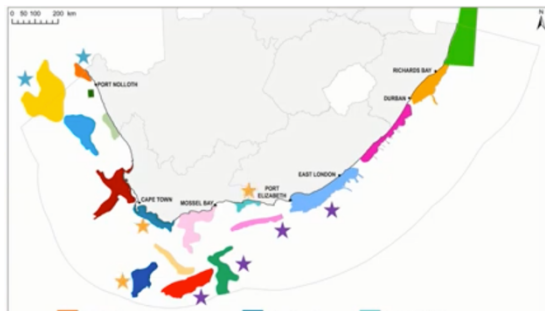 0 50 100 200 km
N
RICHARDS BAY
PORT NOLLOTH
DURBAN
EAST LONDON
PORT
ELIZABETH
CAPE TOWN
MOSSEL BAY